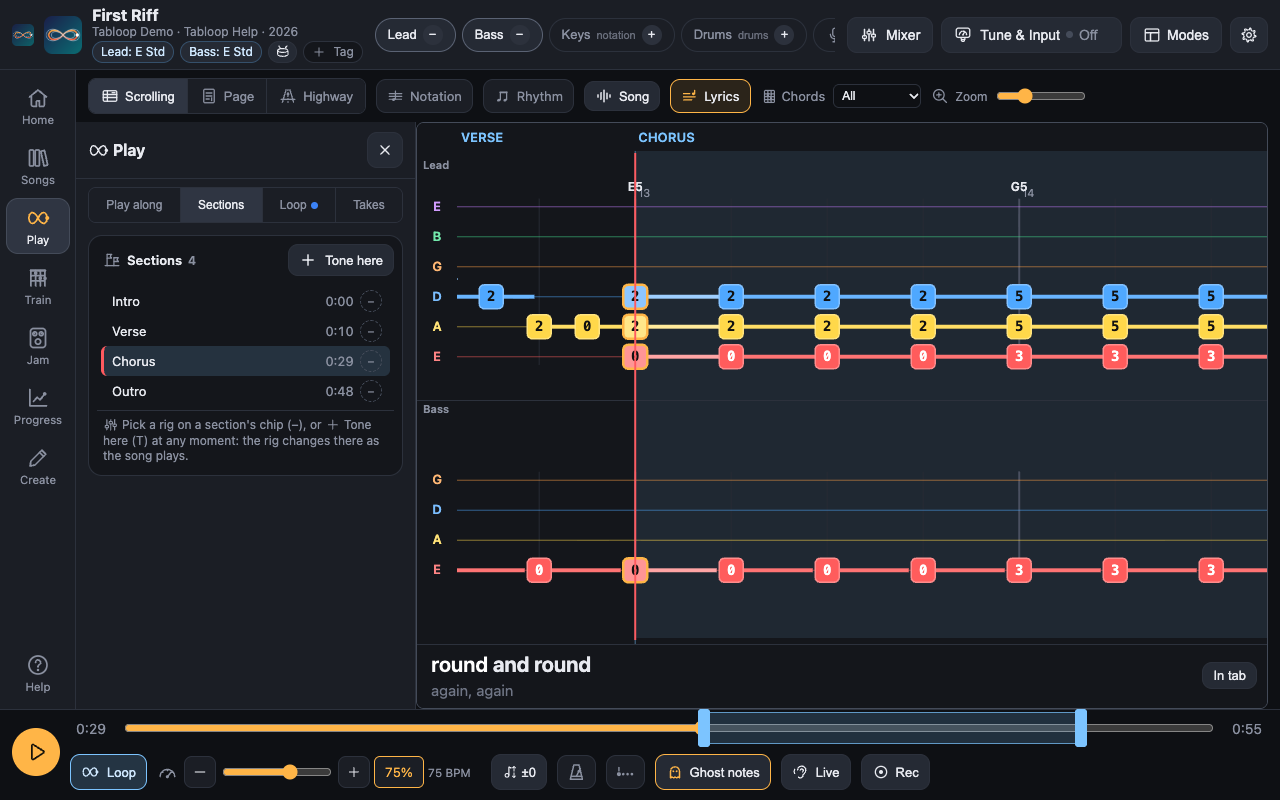 First Riff
Tabloop Demo · Tabloop Help · 2026
Lead: E Std
Bass: E Std
+ Tag
Lead −
Bass −
Keys notation +
Drums drums +
Mixer
Tune & Input • Off
Modes
Home
Songs
Play
Train
Jam
Progress
Create
Help
Scrolling
Page
Highway
Notation
Rhythm
Song
Lyrics
Chords
All
Zoom
Play
Play along
Sections
Loop
Takes
Sections 4
+ Tone here
Intro 0:00 –
Verse 0:10 –
Chorus 0:29 –
Outro 0:48 –
Pick a rig on a section's chip (–), or + Tone
here (T) at any moment: the rig changes there as
the song plays.
VERSE CHORUS
Lead
E5 13 G5 14
E
B
G
D 2 2 2 2 2 5 5 5
A 2 0 2 2 2 2 5 5 5
E 0 0 0 0 3 3 3
Bass
G
D
A
E 0 0 0 0 0 3 3 3
round and round
again, again
In tab
0:29
0:55
Loop
−
+
75%
75 BPM
±0
Ghost notes
Live
Rec